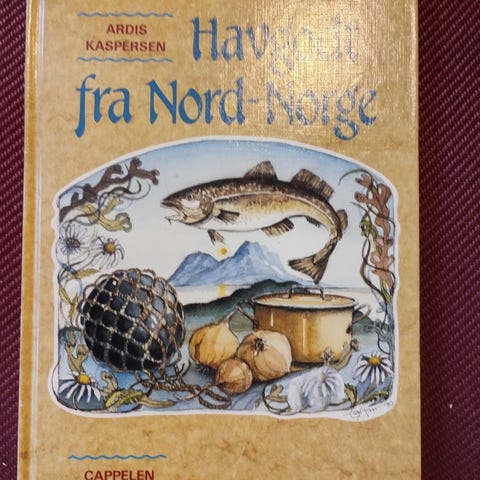 ARDIS
KASPERSEN
Havgodt
fra Nord-Norge
CAPPELEN